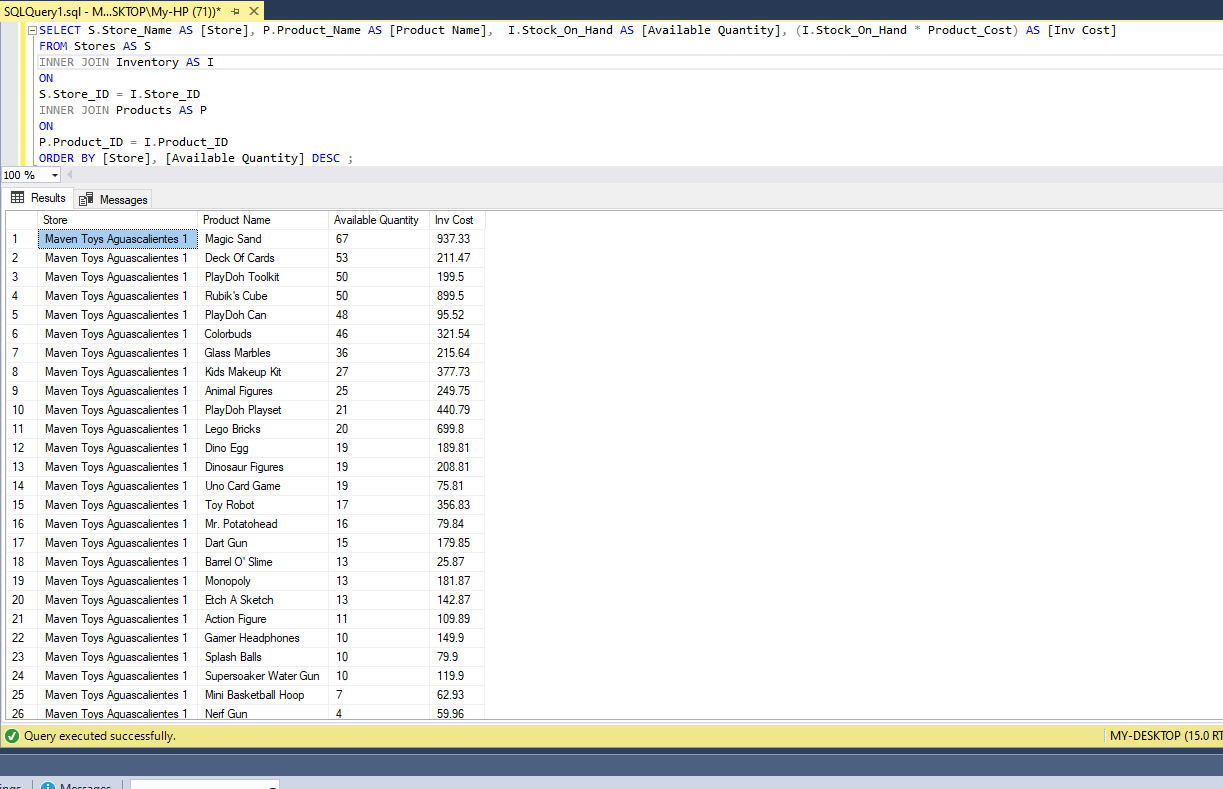 SQLQuery1.sql - M...SKTOP\My-HP (71))*
SELECT S.Store_Name AS [Store], P.Product_Name AS [Product Name],  I.Stock_On_Hand AS [Available Quantity], (I.Stock_On_Hand * Product_Cost) AS [Inv Cost]
FROM Stores AS S
INNER JOIN Inventory AS I
ON
S.Store_ID = I.Store_ID
INNER JOIN Products AS P
ON
P.Product_ID = I.Product_ID
ORDER BY [Store], [Available Quantity] DESC ;
100 %
Results Messages
Store Product Name Available Quantity Inv Cost
1 Maven Toys Aguascalientes 1 Magic Sand 67 937.33
2 Maven Toys Aguascalientes 1 Deck Of Cards 53 211.47
3 Maven Toys Aguascalientes 1 PlayDoh Toolkit 50 199.5
4 Maven Toys Aguascalientes 1 Rubik's Cube 50 899.5
5 Maven Toys Aguascalientes 1 PlayDoh Can 48 95.52
6 Maven Toys Aguascalientes 1 Colorbuds 46 321.54
7 Maven Toys Aguascalientes 1 Glass Marbles 36 215.64
8 Maven Toys Aguascalientes 1 Kids Makeup Kit 27 377.73
9 Maven Toys Aguascalientes 1 Animal Figures 25 249.75
10 Maven Toys Aguascalientes 1 PlayDoh Playset 21 440.79
11 Maven Toys Aguascalientes 1 Lego Bricks 20 699.8
12 Maven Toys Aguascalientes 1 Dino Egg 19 189.81
13 Maven Toys Aguascalientes 1 Dinosaur Figures 19 208.81
14 Maven Toys Aguascalientes 1 Uno Card Game 19 75.81
15 Maven Toys Aguascalientes 1 Toy Robot 17 356.83
16 Maven Toys Aguascalientes 1 Mr. Potatohead 16 79.84
17 Maven Toys Aguascalientes 1 Dart Gun 15 179.85
18 Maven Toys Aguascalientes 1 Barrel O' Slime 13 25.87
19 Maven Toys Aguascalientes 1 Monopoly 13 181.87
20 Maven Toys Aguascalientes 1 Etch A Sketch 13 142.87
21 Maven Toys Aguascalientes 1 Action Figure 11 109.89
22 Maven Toys Aguascalientes 1 Gamer Headphones 10 149.9
23 Maven Toys Aguascalientes 1 Splash Balls 10 79.9
24 Maven Toys Aguascalientes 1 Supersoaker Water Gun 10 119.9
25 Maven Toys Aguascalientes 1 Mini Basketball Hoop 7 62.93
26 Maven Toys Aguascalientes 1 Nerf Gun 4 59.96
Query executed successfully. MY-DESKTOP (15.0 RT
Messages